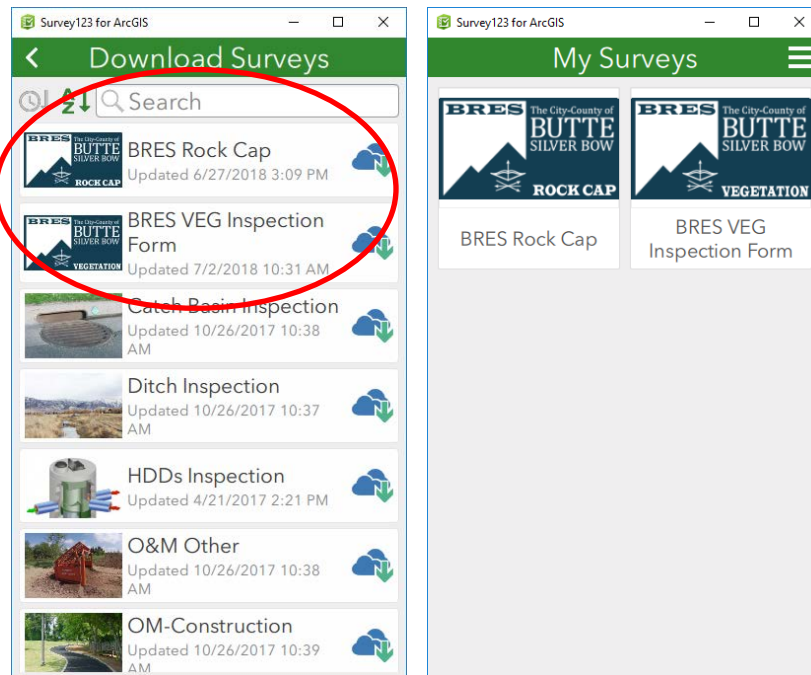 Survey123 for ArcGIS
Download Surveys
Search
BRES The City-County of
BUTTE
SILVER BOW
ROCK CAP
BRES Rock Cap
Updated 6/27/2018 3:09 PM
BRES The City-County of
BUTTE
SILVER BOW
VEGETATION
BRES VEG Inspection
Form
Updated 7/2/2018 10:31 AM
Catch Basin Inspection
Updated 10/26/2017 10:38
AM
Ditch Inspection
Updated 10/26/2017 10:37
AM
HDDs Inspection
Updated 4/21/2017 2:21 PM
O&M Other
Updated 10/26/2017 10:38
AM
OM-Construction
Updated 10/26/2017 10:39
AM
Survey123 for ArcGIS
My Surveys
BRES The City-County of
BUTTE
SILVER BOW
ROCK CAP
BRES Rock Cap
BRES The City-County of
BUTTE
SILVER BOW
VEGETATION
BRES VEG
Inspection Form